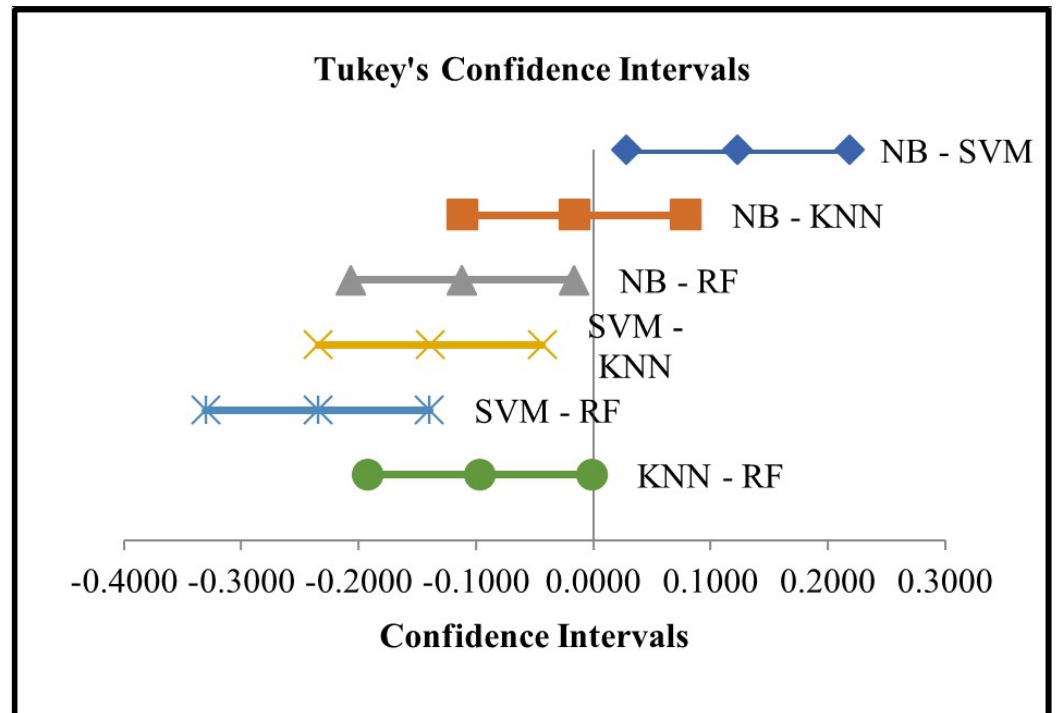 Tukey's Confidence Intervals
NB - SVM
NB - KNN
NB - RF
SVM -
KNN
SVM - RF
KNN - RF
-0.4000 -0.3000 -0.2000 -0.1000 0.0000 0.1000 0.2000 0.3000
Confidence Intervals